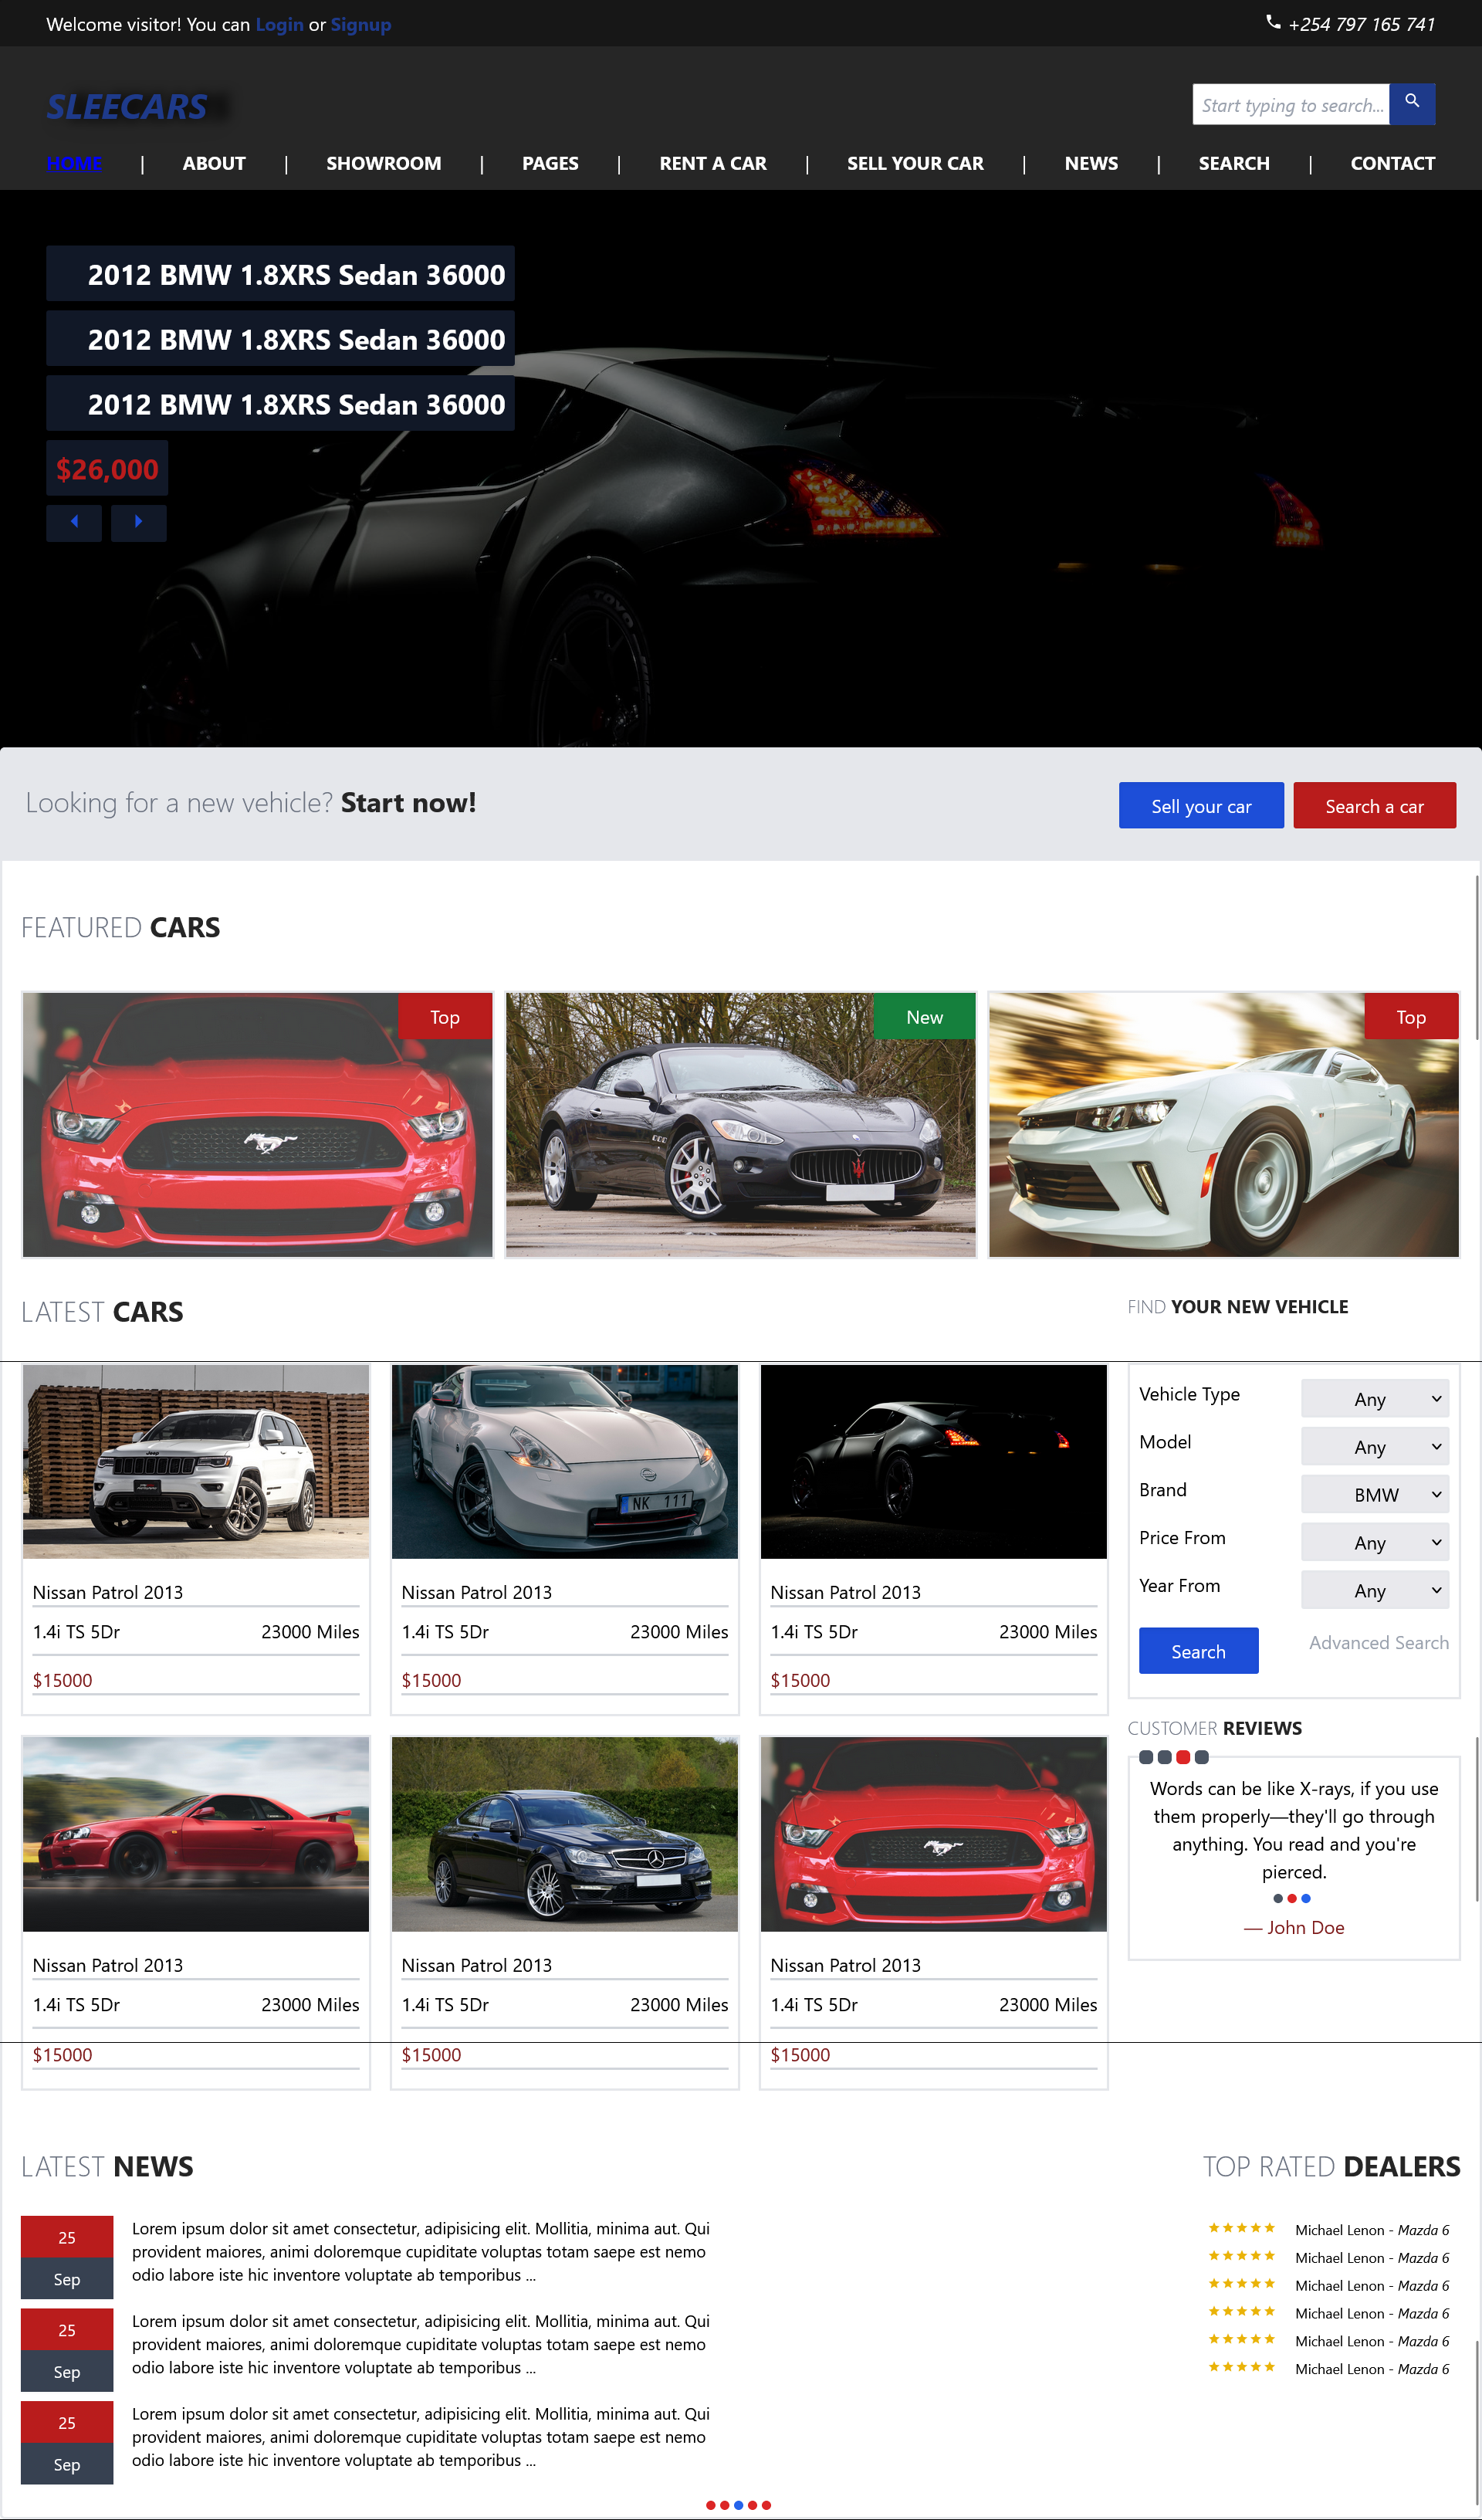 Welcome visitor! You can Login or Signup
+254 797 165 741
SLEECARS
Start typing to search...
HOME | ABOUT | SHOWROOM | PAGES | RENT A CAR | SELL YOUR CAR | NEWS | SEARCH | CONTACT
2012 BMW 1.8XRS Sedan 36000
2012 BMW 1.8XRS Sedan 36000
2012 BMW 1.8XRS Sedan 36000
$26,000
TOYO
Looking for a new vehicle? Start now!
Sell your car
Search a car
FEATURED CARS
Top
New
Top
LATEST CARS
Jeep
NK 111
Nissan Patrol 2013
1.4i TS 5Dr
23000 Miles
$15000
Nissan Patrol 2013
1.4i TS 5Dr
23000 Miles
$15000
Nissan Patrol 2013
1.4i TS 5Dr
23000 Miles
$15000
Nissan Patrol 2013
1.4i TS 5Dr
23000 Miles
$15000
Nissan Patrol 2013
1.4i TS 5Dr
23000 Miles
$15000
Nissan Patrol 2013
1.4i TS 5Dr
23000 Miles
$15000
FIND YOUR NEW VEHICLE
Vehicle Type Any
Model Any
Brand BMW
Price From Any
Year From Any
Search
Advanced Search
CUSTOMER REVIEWS
Words can be like X-rays, if you use
them properly—they'll go through
anything. You read and you're
pierced.
— John Doe
LATEST NEWS
25
Sep
Lorem ipsum dolor sit amet consectetur, adipisicing elit. Mollitia, minima aut. Qui
provident maiores, animi doloremque cupiditate voluptas totam saepe est nemo
odio labore iste hic inventore voluptate ab temporibus ...
25
Sep
Lorem ipsum dolor sit amet consectetur, adipisicing elit. Mollitia, minima aut. Qui
provident maiores, animi doloremque cupiditate voluptas totam saepe est nemo
odio labore iste hic inventore voluptate ab temporibus ...
25
Sep
Lorem ipsum dolor sit amet consectetur, adipisicing elit. Mollitia, minima aut. Qui
provident maiores, animi doloremque cupiditate voluptas totam saepe est nemo
odio labore iste hic inventore voluptate ab temporibus ...
TOP RATED DEALERS
Michael Lenon - Mazda 6
Michael Lenon - Mazda 6
Michael Lenon - Mazda 6
Michael Lenon - Mazda 6
Michael Lenon - Mazda 6
Michael Lenon - Mazda 6